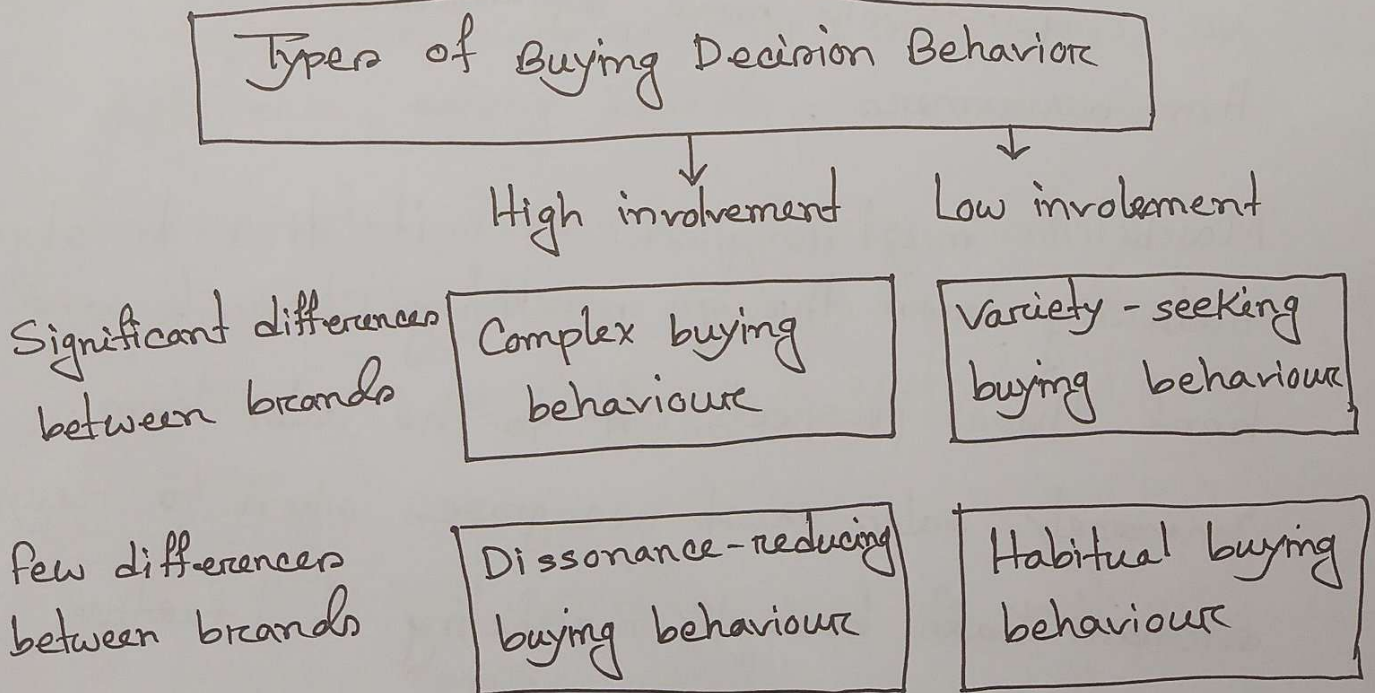 Types of Buying Decision Behavior
High involvement
Low involement
Significant differences
between brands
Complex buying
behaviour
Variety - seeking
buying behaviour
few differences
between brands
Dissonance-reducing
buying behaviour
Habitual buying
behaviour